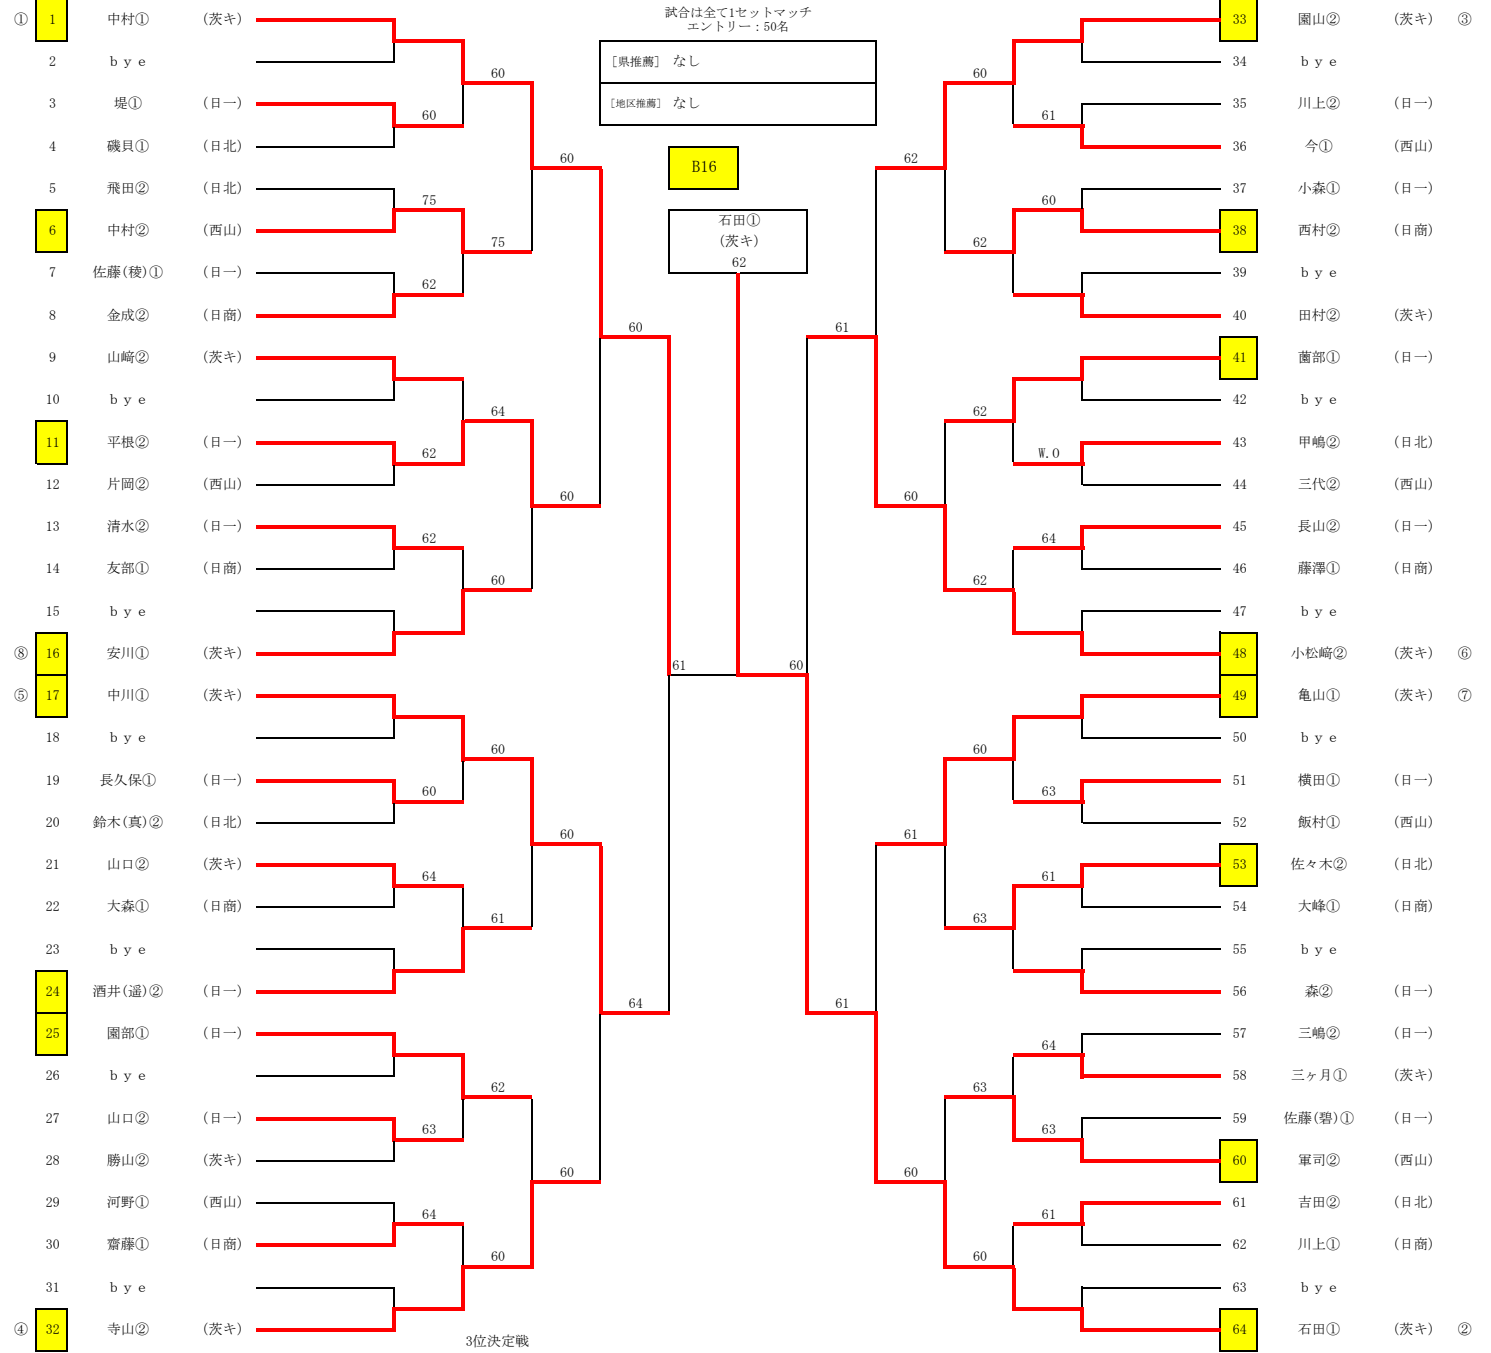 試合は全て1セットマッチ
エントリー：50名
［県推薦］ なし
［地区推薦］ なし
B16
石田①
(茨キ)
62
① 1 中村① (茨キ)
2 ｂｙｅ
60
3 堤① (日一)
60
4 磯貝① (日北)
60
5 飛田② (日北)
75
6 中村② (西山)
75
7 佐藤(稜)① (日一)
62
8 金成② (日商)
60
9 山﨑② (茨キ)
10 ｂｙｅ
64
11 平根② (日一)
62
12 片岡② (西山)
60
13 清水② (日一)
62
14 友部① (日商)
60
15 ｂｙｅ
⑧ 16 安川① (茨キ)
61
⑤ 17 中川① (茨キ)
18 ｂｙｅ
60
19 長久保① (日一)
60
20 鈴木(真)② (日北)
60
21 山口② (茨キ)
64
22 大森① (日商)
61
23 ｂｙｅ
24 酒井(遥)② (日一)
64
25 園部① (日一)
26 ｂｙｅ
62
27 山口② (日一)
63
28 勝山② (茨キ)
60
29 河野① (西山)
64
30 齋藤① (日商)
60
31 ｂｙｅ
④ 32 寺山② (茨キ)
3位決定戦
33 園山② (茨キ) ③
34 ｂｙｅ
60
35 川上② (日一)
61
36 今① (西山)
62
37 小森① (日一)
60
38 西村② (日商)
62
39 ｂｙｅ
40 田村② (茨キ)
61
41 薗部① (日一)
42 ｂｙｅ
62
43 甲嶋② (日北)
W.O
44 三代② (西山)
60
45 長山② (日一)
64
46 藤澤① (日商)
62
47 ｂｙｅ
48 小松﨑② (茨キ) ⑥
60
49 亀山① (茨キ) ⑦
50 ｂｙｅ
60
51 横田① (日一)
63
52 飯村① (西山)
61
53 佐々木② (日北)
61
54 大峰① (日商)
63
55 ｂｙｅ
56 森② (日一)
61
57 三嶋② (日一)
64
58 三ヶ月① (茨キ)
63
59 佐藤(碧)① (日一)
63
60 軍司② (西山)
60
61 吉田② (日北)
61
62 川上① (日商)
60
63 ｂｙｅ
64 石田① (茨キ) ②